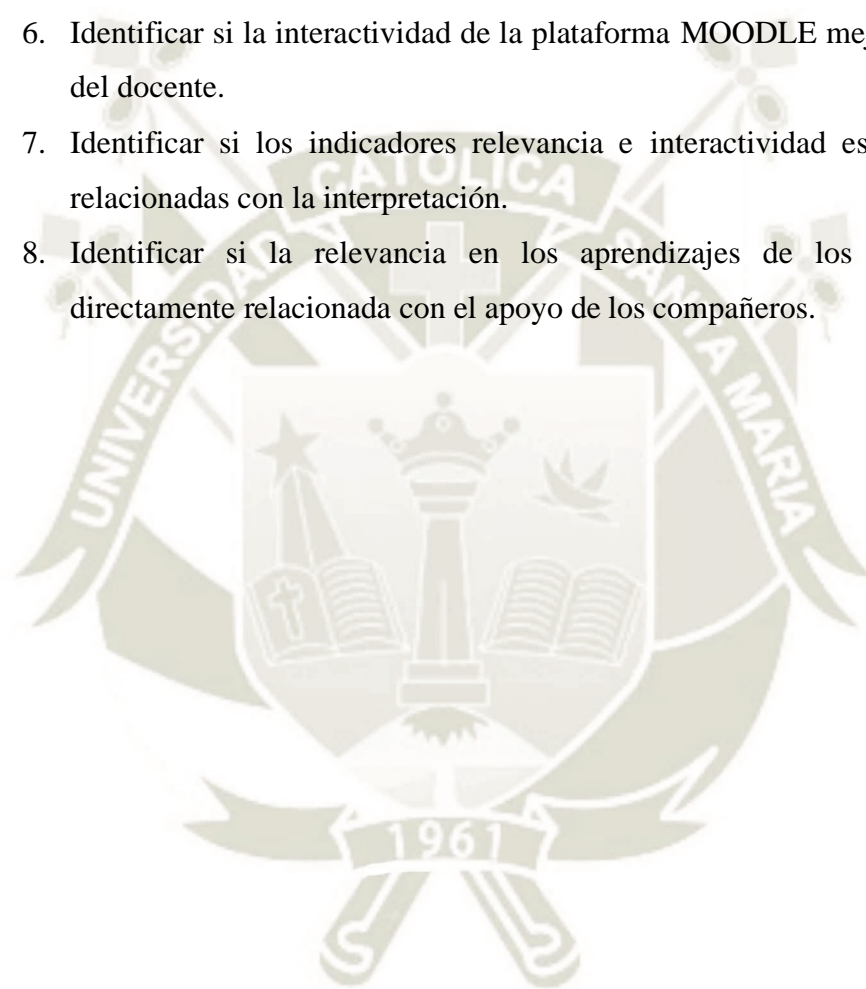 6. Identificar si la interactividad de la plataforma MOODLE
del docente.
7. Identificar si los indicadores relevancia e interactividad
relacionadas con la interpretación.
8. Identificar si la relevancia en los aprendizajes de los
directamente relacionada con el apoyo de los compañeros.
UNIVERSIDAD CATOLICA SANTA MARIA
1961